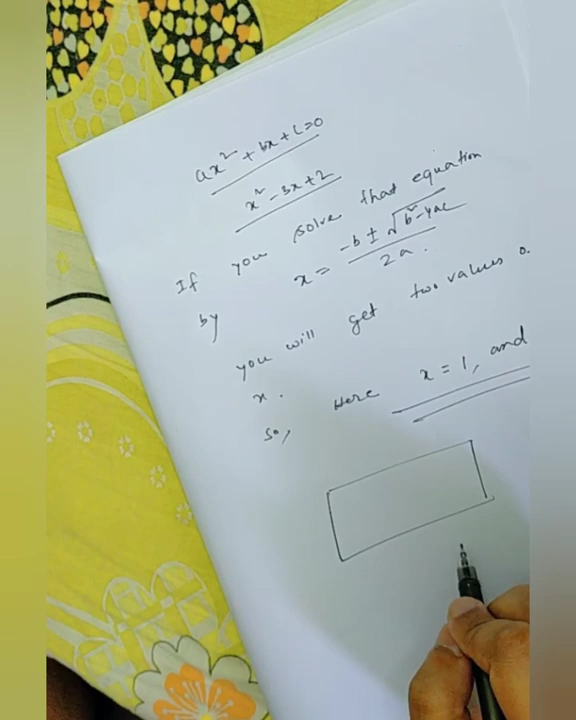 ax² + bx + c = 0
x² - 3x + 2
If you solve that equation
by x = -b ± √b²-4ac / 2a.
you will get two values o
x.
So, Here x = 1, and